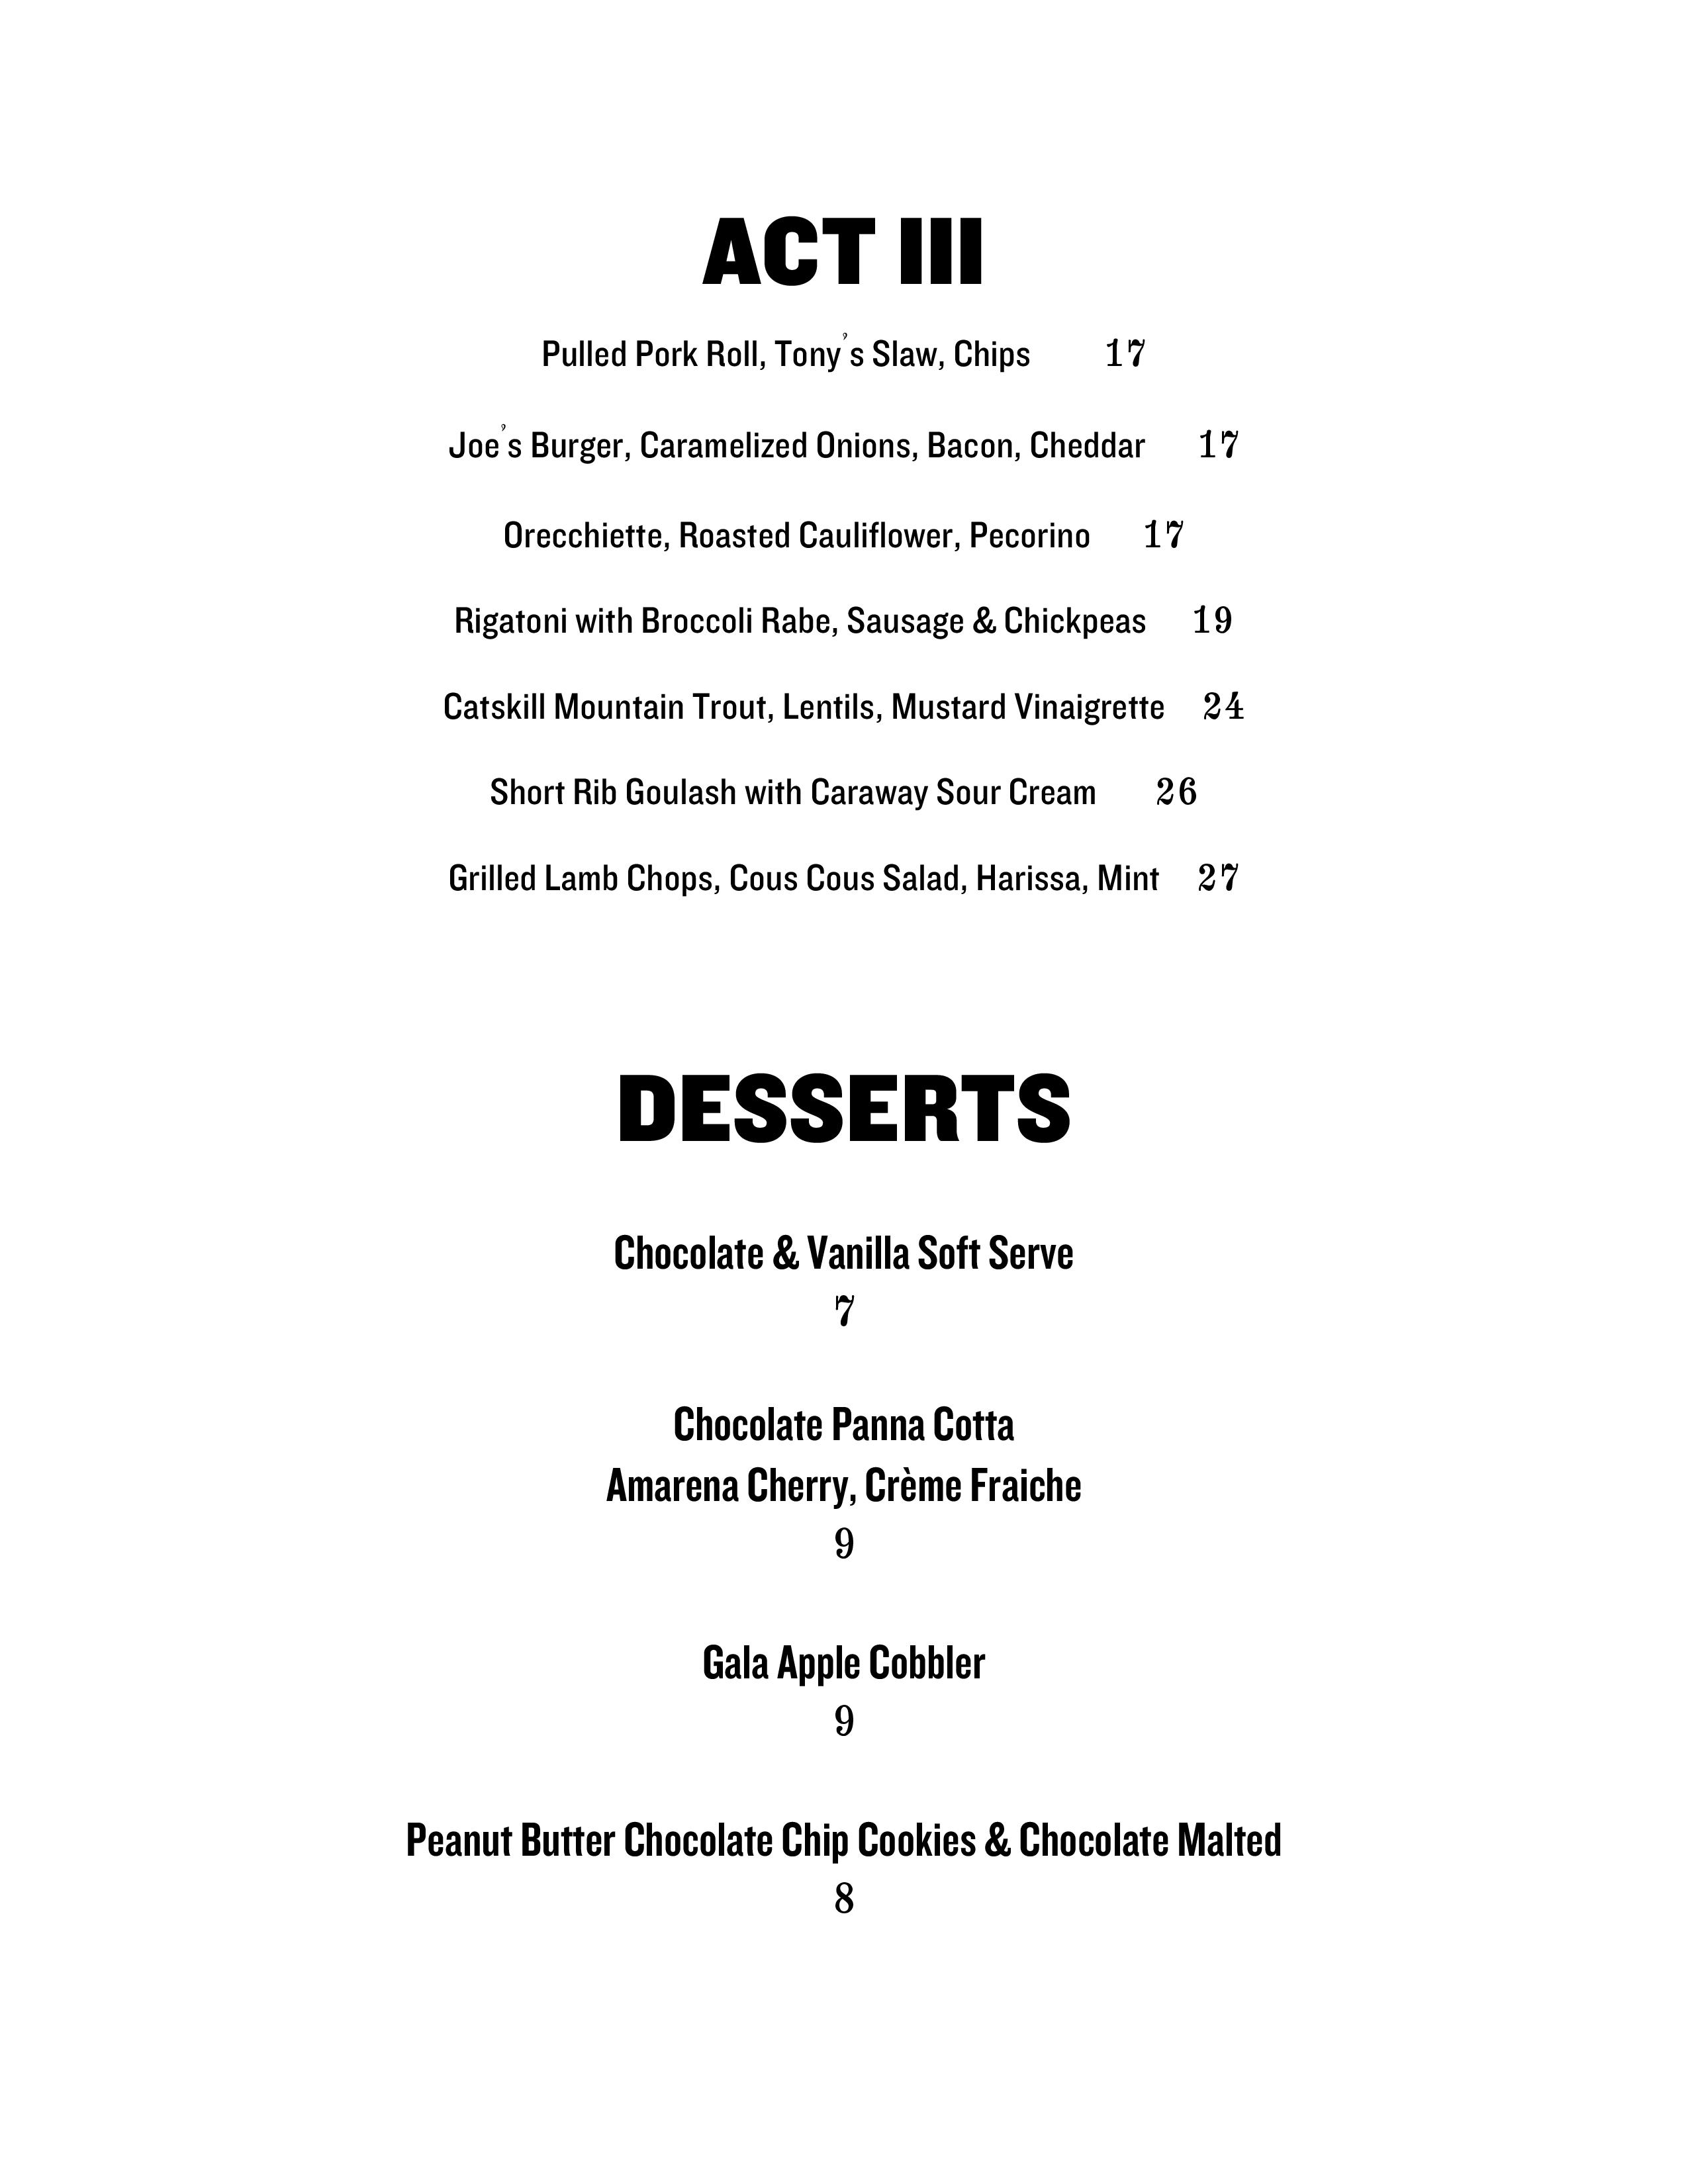 ACT III
Pulled Pork Roll, Tony’s Slaw, Chips 17
Joe’s Burger, Caramelized Onions, Bacon, Cheddar 17
Orecchiette, Roasted Cauliflower, Pecorino 17
Rigatoni with Broccoli Rabe, Sausage & Chickpeas 19
Catskill Mountain Trout, Lentils, Mustard Vinaigrette 24
Short Rib Goulash with Caraway Sour Cream 26
Grilled Lamb Chops, Cous Cous Salad, Harissa, Mint 27
DESSERTS
Chocolate & Vanilla Soft Serve
7
Chocolate Panna Cotta
Amarena Cherry, Crème Fraiche
9
Gala Apple Cobbler
9
Peanut Butter Chocolate Chip Cookies & Chocolate Malted
8